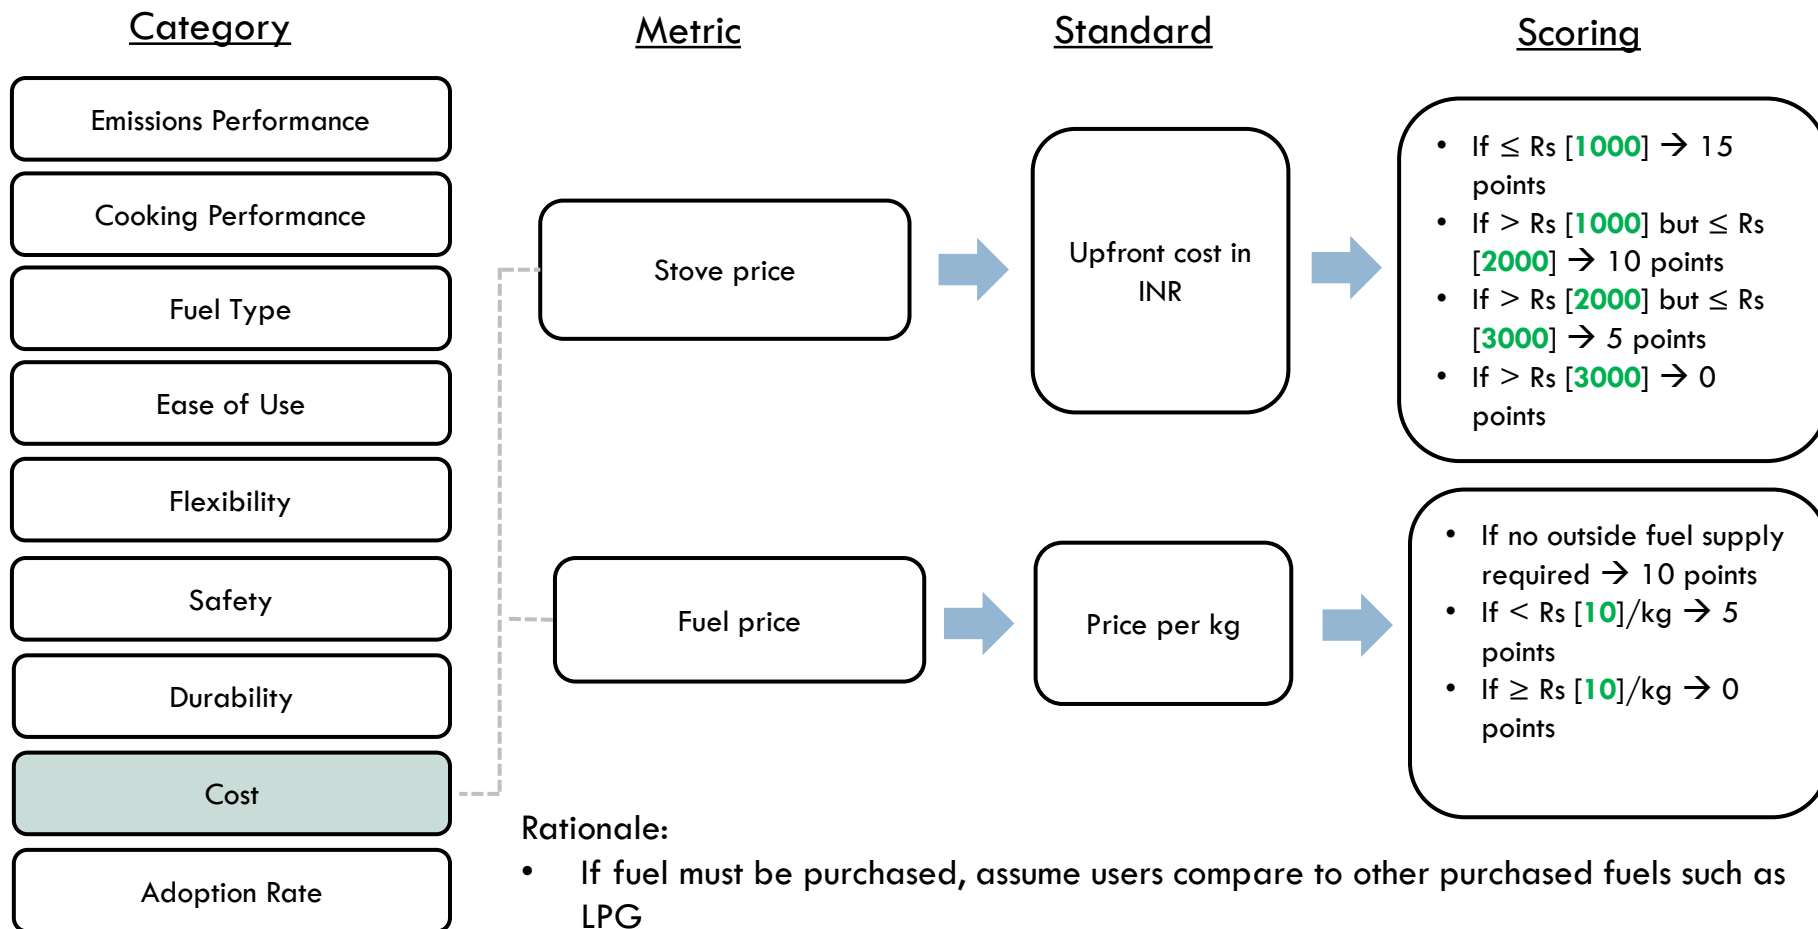 Category
Metric
Standard
Scoring
Emissions Performance
Cooking Performance
Fuel Type
Ease of Use
Flexibility
Safety
Durability
Cost
Adoption Rate
Stove price
Upfront cost in
INR
• If ≤ Rs [1000] → 15
points
• If > Rs [1000] but ≤ Rs
[2000] → 10 points
• If > Rs [2000] but ≤ Rs
[3000] → 5 points
• If > Rs [3000] → 0
points
Fuel price
Price per kg
• If no outside fuel supply
required → 10 points
• If < Rs [10]/kg → 5
points
• If ≥ Rs [10]/kg → 0
points
Rationale:
• If fuel must be purchased, assume users compare to other purchased fuels such as
LPG